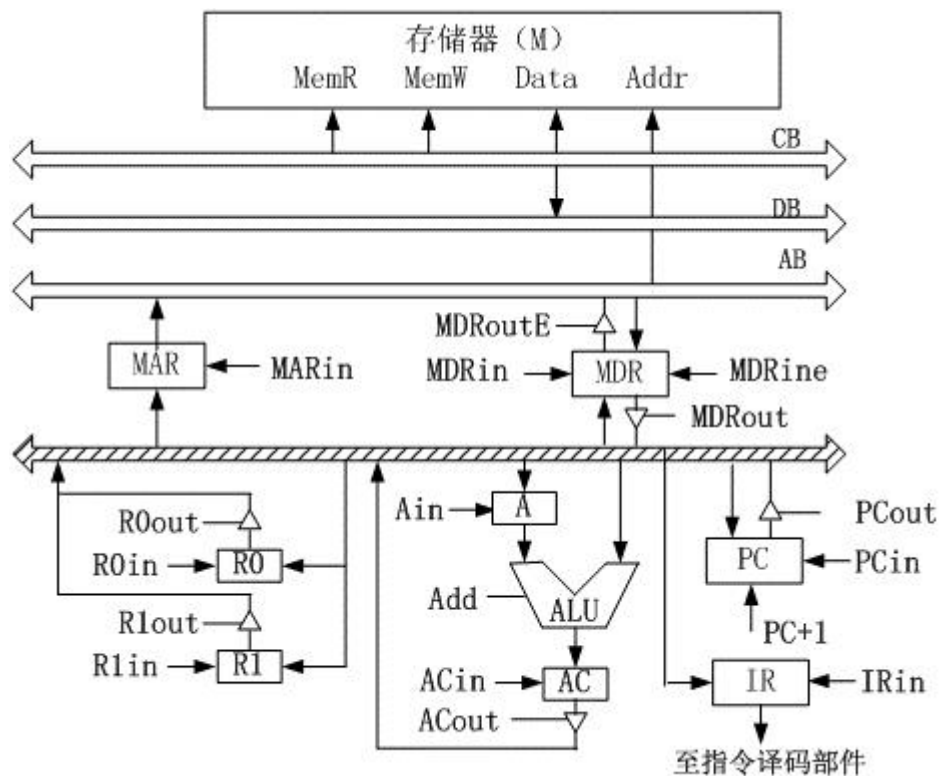 存储器（M）
MemR MemW Data Addr
CB
DB
AB
MDRoutE
MAR
MARin
MDRin
MDR
MDRine
MDRout
Ain
A
R0out
R0in
R0
PCout
PC
PCin
Add
ALU
R1out
PC+1
R1in
R1
ACin
AC
IR
IRin
ACout
至指令译码部件